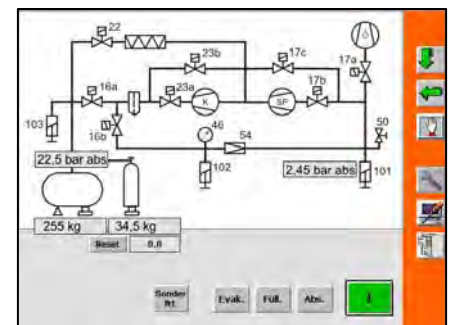 22
23b
17c
17a
16a
23a
K
SP
17b
103
16b
46
54
50
22,5 bar abs
102
2,45 bar abs
101
255 kg
34,5 kg
Reset
0.0
Sonder
fkt.
Evak.
Füll.
Abs.
I